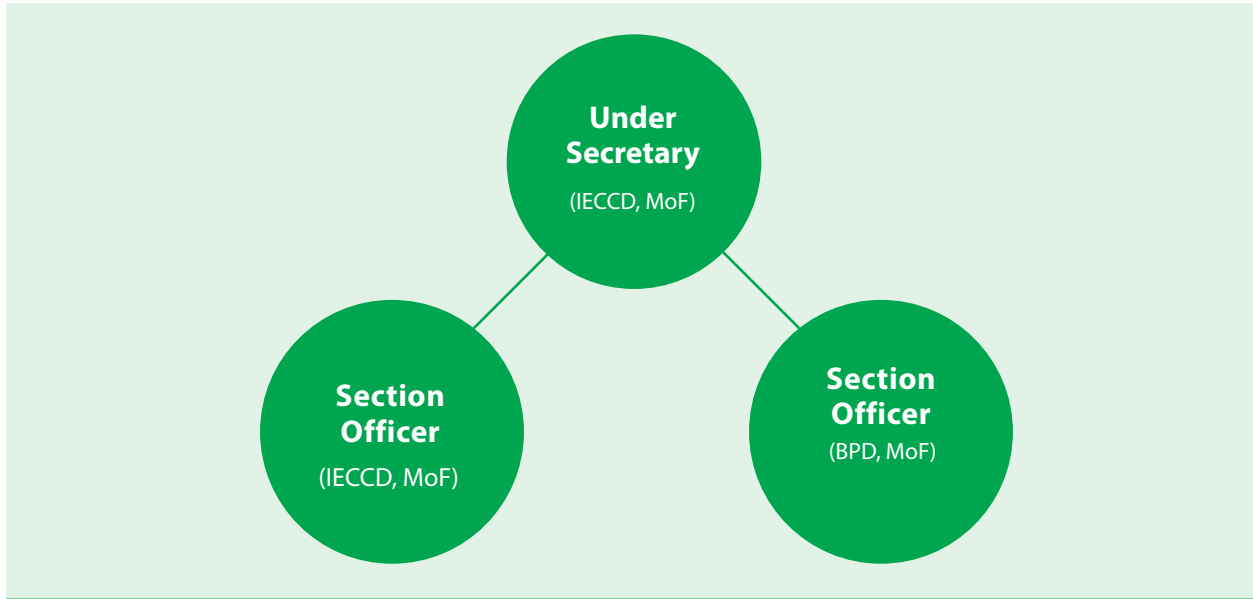 Under
Secretary
(IECCD, MoF)
Section
Officer
(IECCD, MoF)
Section
Officer
(BPD, MoF)